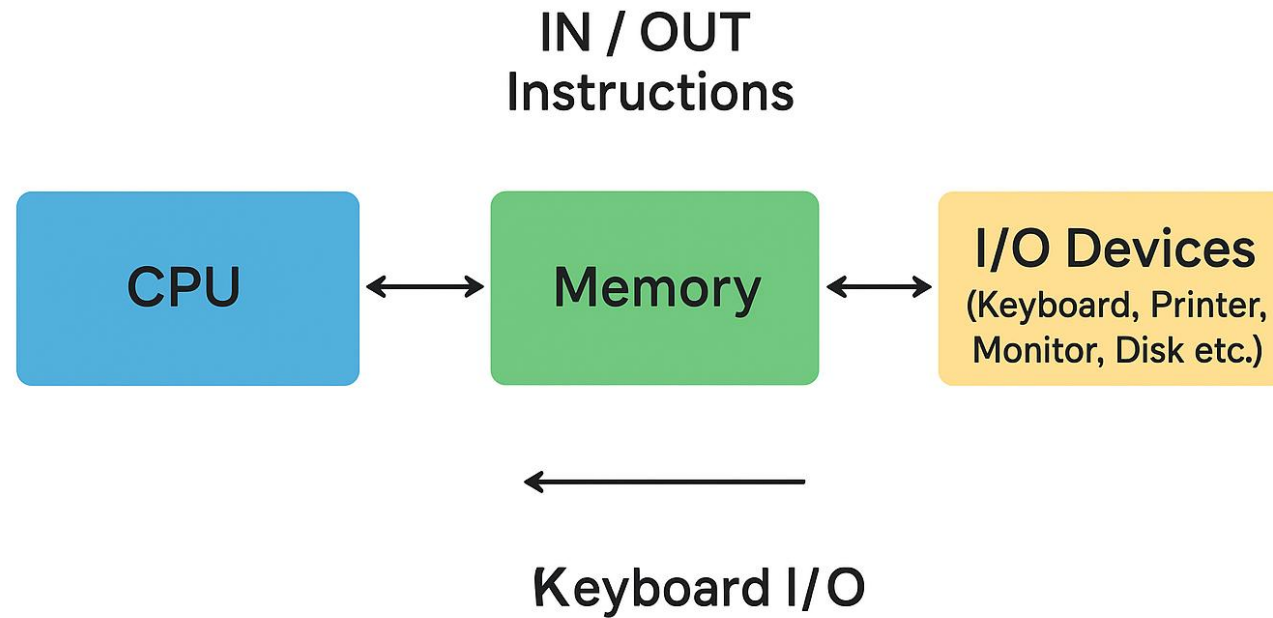 IN / OUT
Instructions
CPU
Memory
I/O Devices
(Keyboard, Printer,
Monitor, Disk etc.)
Keyboard I/O